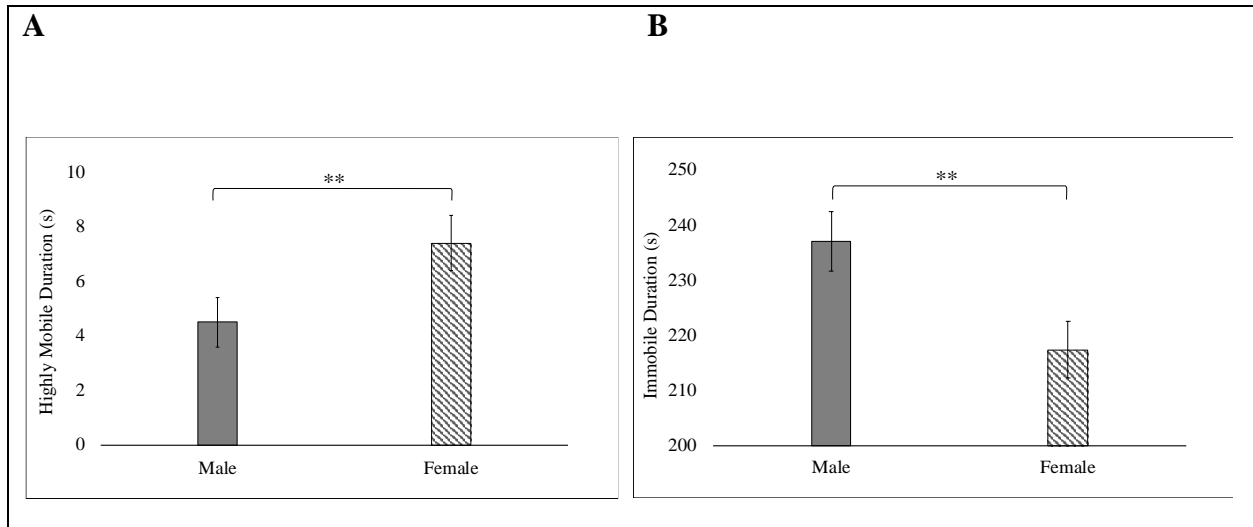 A
B
Highly Mobile Duration (s)
10
8
6
4
2
0
**
Male
Female
Immobile Duration (s)
250
240
230
220
210
200
**
Male
Female